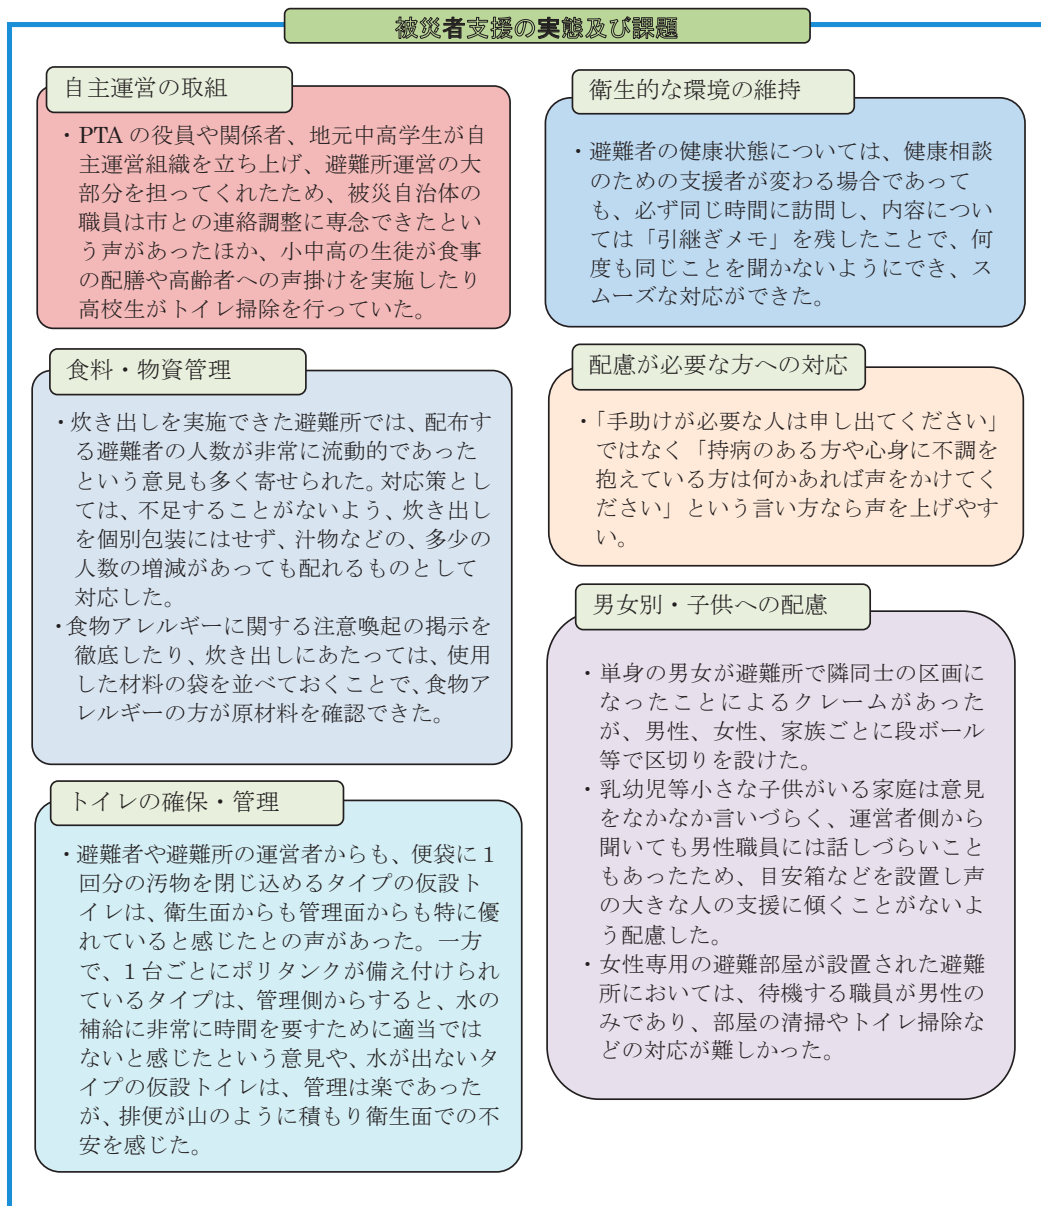 被災者支援の実態及び課題
自主運営の取組
・PTA の役員や関係者、地元中高学生が自
主運営組織を立ち上げ、避難所運営の大
部分を担ってくれたため、被災自治体の
職員は市との連絡調整に専念できたとい
う声があったほか、小中高の生徒が食事
の配膳や高齢者への声掛けを実施したり
高校生がトイレ掃除を行っていた。
食料・物資管理
・炊き出しを実施できた避難所では、配布す
る避難者の人数が非常に流動的であった
という意見も多く寄せられた。対応策とし
ては、不足することがないよう、炊き出し
を個別包装にはせず、汁物などの、多少の
人数の増減があっても配れるものとして
対応した。
・食物アレルギーに関する注意喚起の掲示を
徹底したり、炊き出しにあたっては、使用
した材料の袋を並べておくことで、食物ア
レルギーの方が原材料を確認できた。
トイレの確保・管理
・避難者や避難所の運営者からも、便袋に 1
回分の汚物を閉じ込めるタイプの仮設ト
イレは、衛生面からも管理面からも特に優
れていると感じたとの声があった。一方
で、1 台ごとにポリタンクが備え付けられ
ているタイプは、管理側からすると、水の
補給に非常に時間を要すために適当では
ないと感じたという意見や、水が出ないタ
イプの仮設トイレは、管理は楽であった
が、排便が山のように積もり衛生面での不
安を感じた。
衛生的な環境の維持
・避難者の健康状態については、健康相談
のための支援者が変わる場合であって
も、必ず同じ時間に訪問し、内容につい
ては「引継ぎメモ」を残したことで、何
度も同じことを聞かないようにでき、ス
ムーズな対応ができた。
配慮が必要な方への対応
・「手助けが必要な人は申し出てください」
ではなく「持病のある方や心身に不調を
抱えている方は何かあれば声をかけてく
ださい」という言い方なら声を上げやす
い。
男女別・子供への配慮
・単身の男女が避難所で隣同士の区画に
なったことによるクレームがあった
が、男性、女性、家族ごとに段ボール
等で区切りを設けた。
・乳幼児等小さな子供がいる家庭は意見
をなかなか言いづらく、運営者側から
聞いても男性職員には話しづらいこと
もあったため、目安箱などを設置し声
の大きな人の支援に傾くことがないよ
う配慮した。
・女性専用の避難部屋が設置された避難
所においては、待機する職員が男性の
みであり、部屋の清掃やトイレ掃除な
どの対応が難しかった。